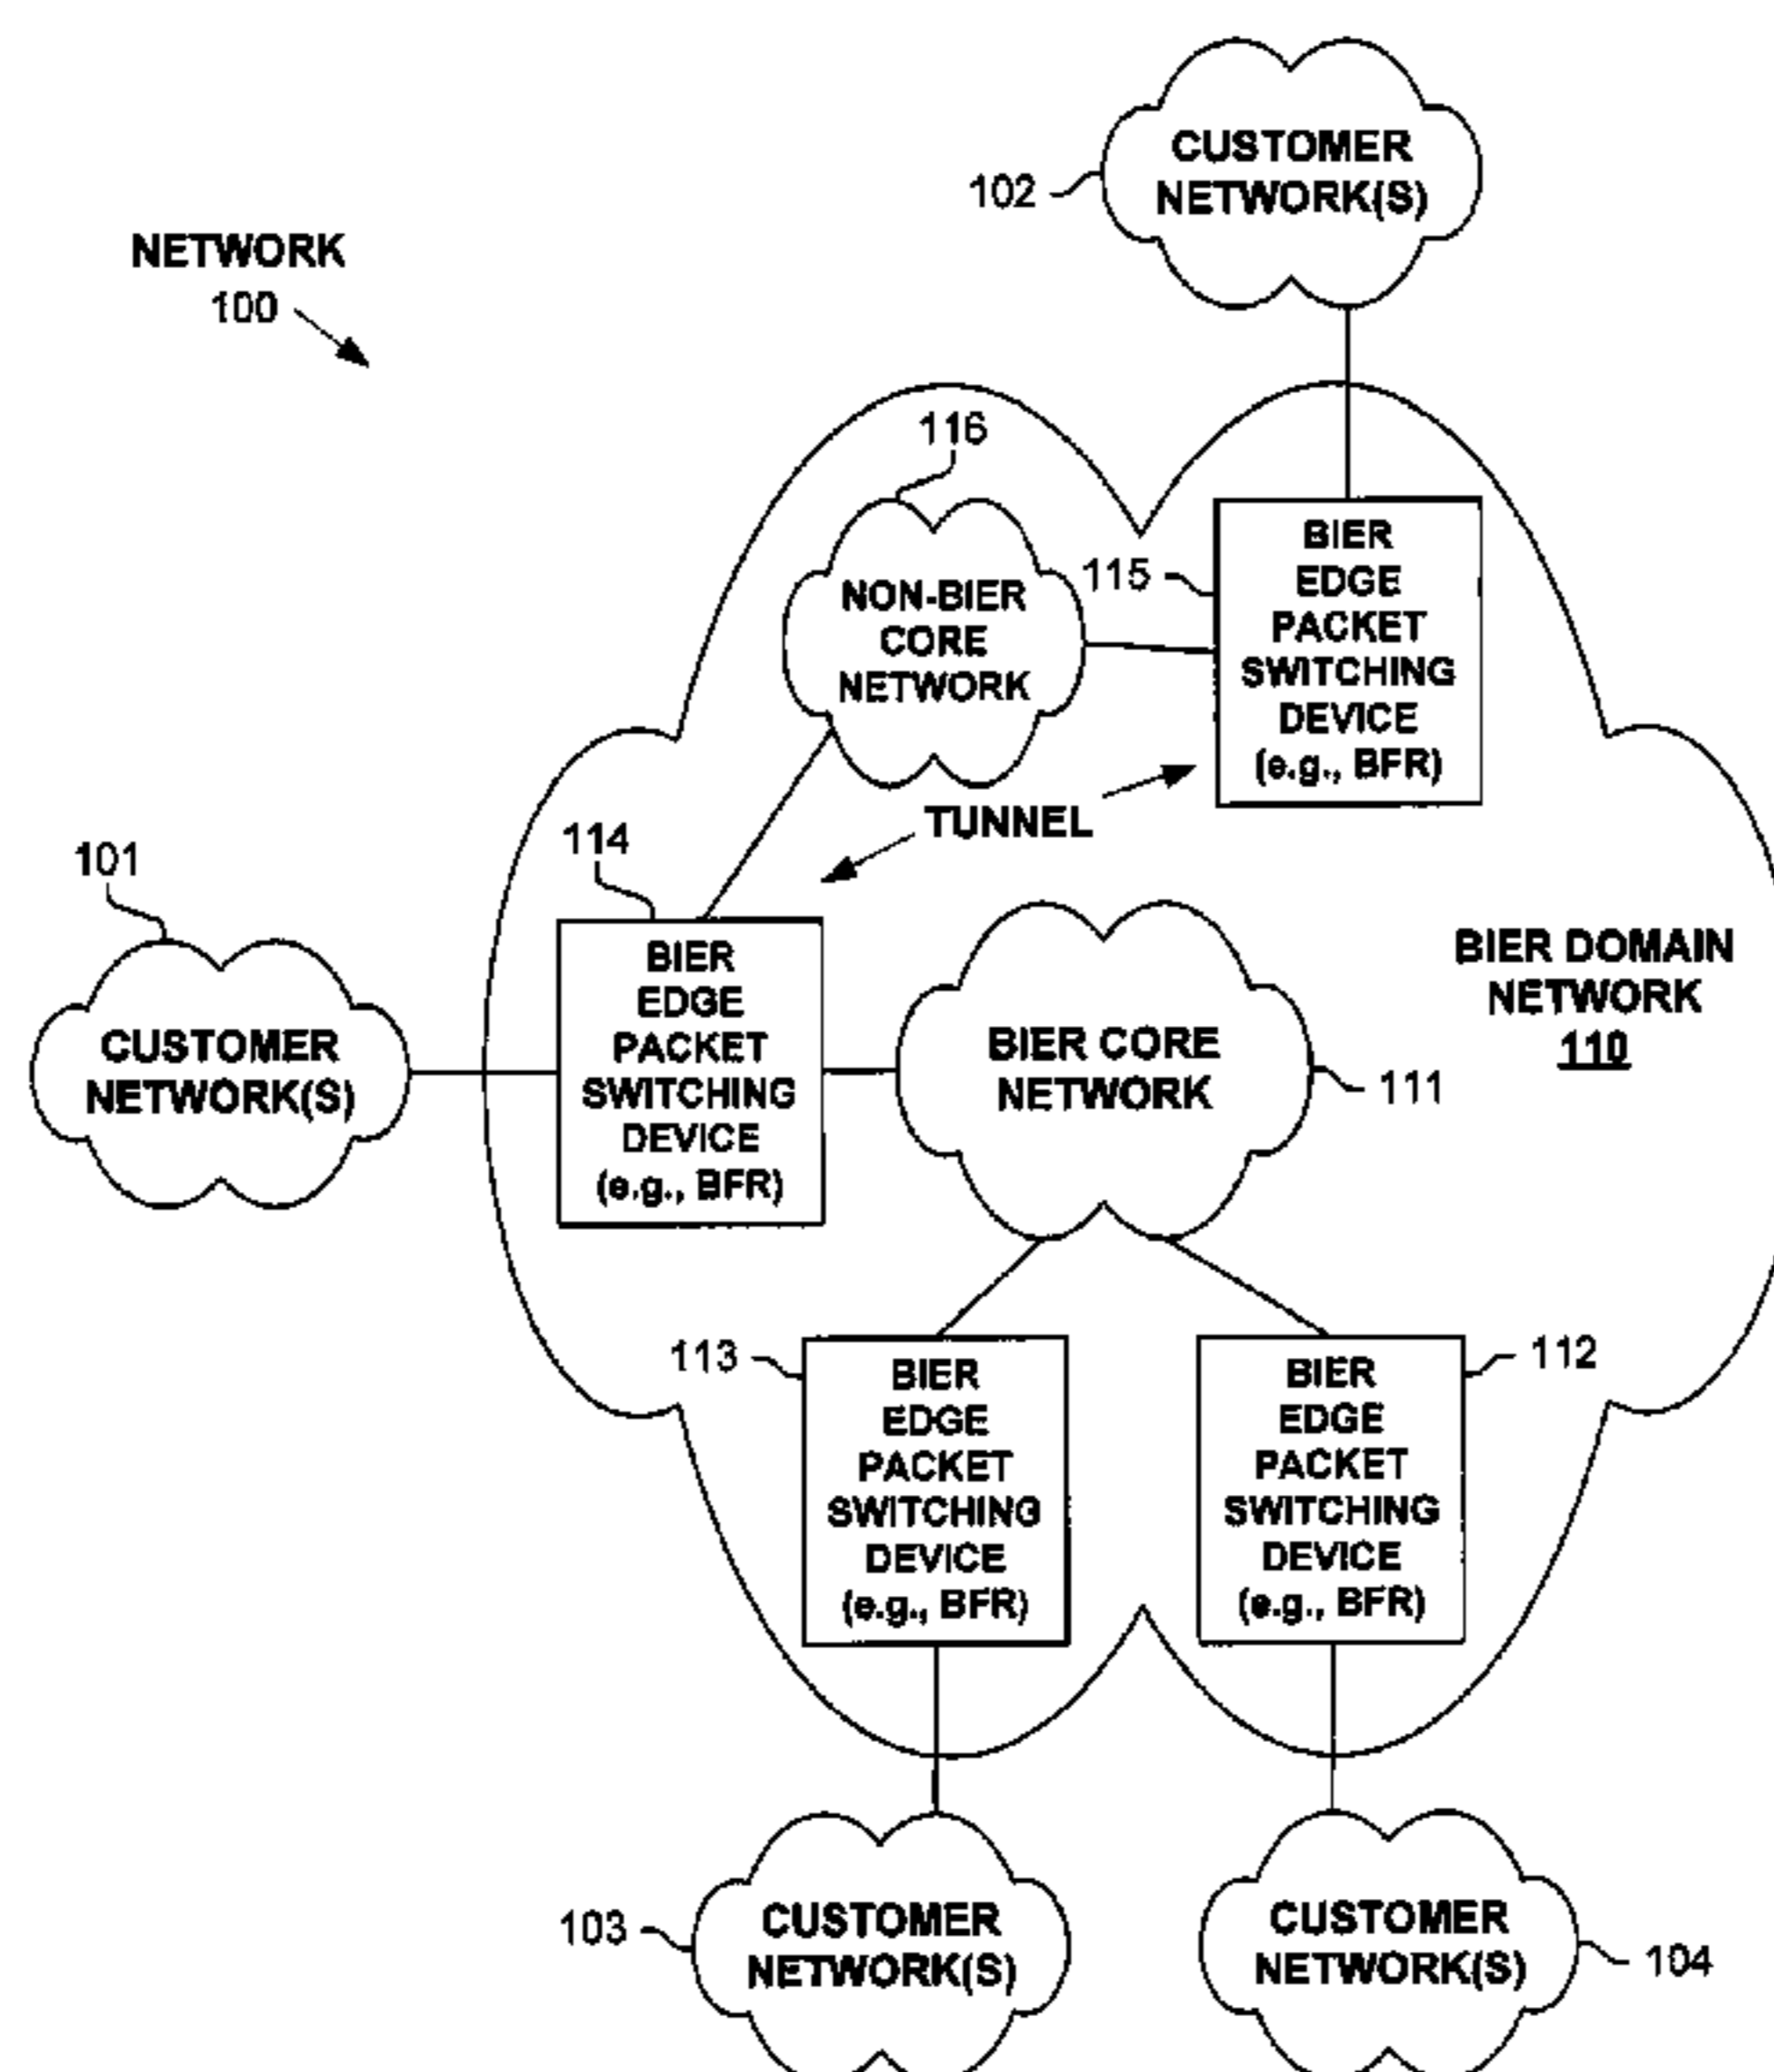 CUSTOMER
NETWORK(S)
102
NETWORK
100
116
BIER
EDGE
PACKET
SWITCHING
DEVICE
(e.g., BFR)
115
NON-BIER
CORE
NETWORK
TUNNEL
114
101
BIER
EDGE
PACKET
SWITCHING
DEVICE
(e.g., BFR)
BIER DOMAIN
NETWORK
110
CUSTOMER
NETWORK(S)
BIER CORE
NETWORK
111
113
BIER
EDGE
PACKET
SWITCHING
DEVICE
(e.g., BFR)
BIER
EDGE
PACKET
SWITCHING
DEVICE
(e.g., BFR)
112
103
CUSTOMER
NETWORK(S)
CUSTOMER
NETWORK(S)
104